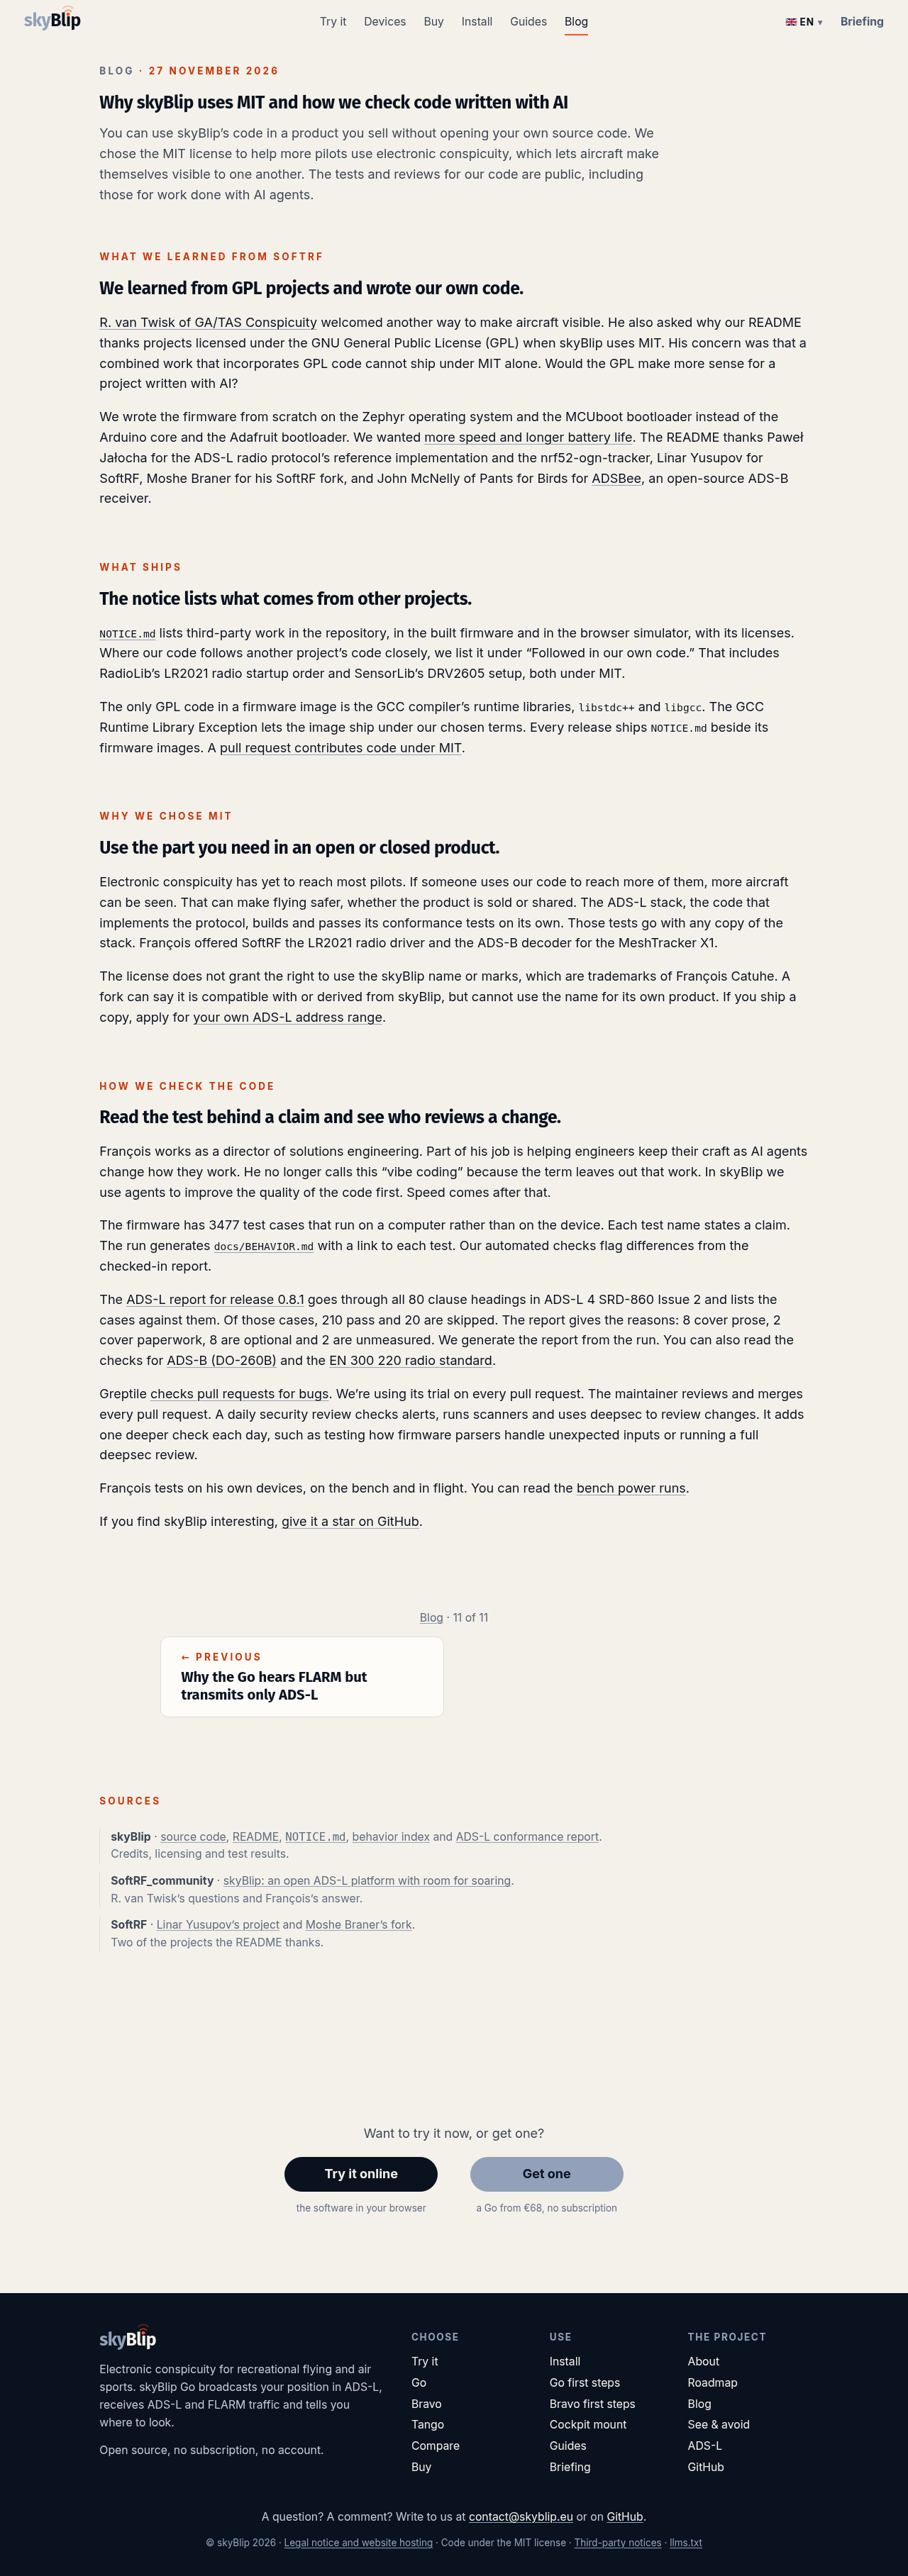 skyBlip
Try it Devices Buy Install Guides Blog
EN ▾ Briefing
BLOG · 27 NOVEMBER 2026
Why skyBlip uses MIT and how we check code written with AI
You can use skyBlip’s code in a product you sell without opening your own source code. We
chose the MIT license to help more pilots use electronic conspicuity, which lets aircraft make
themselves visible to one another. The tests and reviews for our code are public, including
those for work done with AI agents.
WHAT WE LEARNED FROM SOFTRF
We learned from GPL projects and wrote our own code.
R. van Twisk of GA/TAS Conspicuity welcomed another way to make aircraft visible. He also asked why our README
thanks projects licensed under the GNU General Public License (GPL) when skyBlip uses MIT. His concern was that a
combined work that incorporates GPL code cannot ship under MIT alone. Would the GPL make more sense for a
project written with AI?
We wrote the firmware from scratch on the Zephyr operating system and the MCUboot bootloader instead of the
Arduino core and the Adafruit bootloader. We wanted more speed and longer battery life. The README thanks Paweł
Jałocha for the ADS-L radio protocol’s reference implementation and the nrf52-ogn-tracker, Linar Yusupov for
SoftRF, Moshe Braner for his SoftRF fork, and John McNelly of Pants for Birds for ADSBee, an open-source ADS-B
receiver.
WHAT SHIPS
The notice lists what comes from other projects.
NOTICE.md lists third-party work in the repository, in the built firmware and in the browser simulator, with its licenses.
Where our code follows another project’s code closely, we list it under “Followed in our own code.” That includes
RadioLib’s LR2021 radio startup order and SensorLib’s DRV2605 setup, both under MIT.
The only GPL code in a firmware image is the GCC compiler’s runtime libraries, libstdc++ and libgcc. The GCC
Runtime Library Exception lets the image ship under our chosen terms. Every release ships NOTICE.md beside its
firmware images. A pull request contributes code under MIT.
WHY WE CHOSE MIT
Use the part you need in an open or closed product.
Electronic conspicuity has yet to reach most pilots. If someone uses our code to reach more of them, more aircraft
can be seen. That can make flying safer, whether the product is sold or shared. The ADS-L stack, the code that
implements the protocol, builds and passes its conformance tests on its own. Those tests go with any copy of the
stack. François offered SoftRF the LR2021 radio driver and the ADS-B decoder for the MeshTracker X1.
The license does not grant the right to use the skyBlip name or marks, which are trademarks of François Catuhe. A
fork can say it is compatible with or derived from skyBlip, but cannot use the name for its own product. If you ship a
copy, apply for your own ADS-L address range.
HOW WE CHECK THE CODE
Read the test behind a claim and see who reviews a change.
François works as a director of solutions engineering. Part of his job is helping engineers keep their craft as AI agents
change how they work. He no longer calls this “vibe coding” because the term leaves out that work. In skyBlip we
use agents to improve the quality of the code first. Speed comes after that.
The firmware has 3477 test cases that run on a computer rather than on the device. Each test name states a claim.
The run generates docs/BEHAVIOR.md with a link to each test. Our automated checks flag differences from the
checked-in report.
The ADS-L report for release 0.8.1 goes through all 80 clause headings in ADS-L 4 SRD-860 Issue 2 and lists the
cases against them. Of those cases, 210 pass and 20 are skipped. The report gives the reasons: 8 cover prose, 2
cover paperwork, 8 are optional and 2 are unmeasured. We generate the report from the run. You can also read the
checks for ADS-B (DO-260B) and the EN 300 220 radio standard.
Greptile checks pull requests for bugs. We’re using its trial on every pull request. The maintainer reviews and merges
every pull request. A daily security review checks alerts, runs scanners and uses deepsec to review changes. It adds
one deeper check each day, such as testing how firmware parsers handle unexpected inputs or running a full
deepsec review.
François tests on his own devices, on the bench and in flight. You can read the bench power runs.
If you find skyBlip interesting, give it a star on GitHub.
Blog · 11 of 11
← PREVIOUS
Why the Go hears FLARM but
transmits only ADS-L
SOURCES
skyBlip · source code, README, NOTICE.md, behavior index and ADS-L conformance report.
Credits, licensing and test results.
SoftRF_community · skyBlip: an open ADS-L platform with room for soaring.
R. van Twisk’s questions and François’s answer.
SoftRF · Linar Yusupov’s project and Moshe Braner’s fork.
Two of the projects the README thanks.
Want to try it now, or get one?
Try it online
Get one
the software in your browser
a Go from €68, no subscription
skyBlip
Electronic conspicuity for recreational flying and air
sports. skyBlip Go broadcasts your position in ADS-L,
receives ADS-L and FLARM traffic and tells you
where to look.
Open source, no subscription, no account.
CHOOSE
Try it
Go
Bravo
Tango
Compare
Buy
USE
Install
Go first steps
Bravo first steps
Cockpit mount
Guides
Briefing
THE PROJECT
About
Roadmap
Blog
See & avoid
ADS-L
GitHub
A question? A comment? Write to us at contact@skyblip.eu or on GitHub.
© skyBlip 2026 · Legal notice and website hosting · Code under the MIT license · Third-party notices · llms.txt